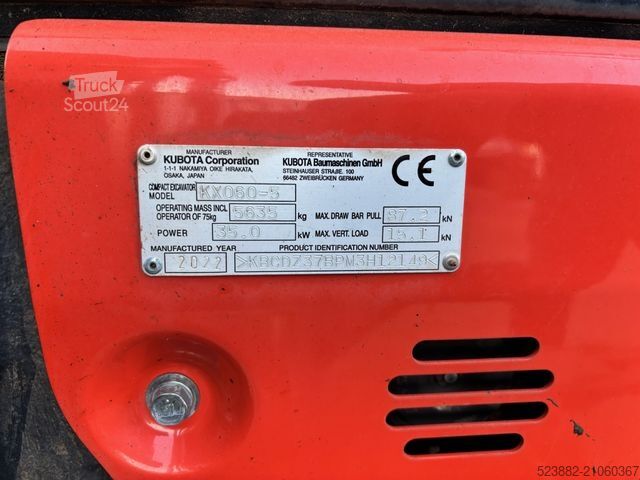 Truck
Scout24
MANUFACTURER
KUBOTA Corporation
1-1-1 NAKAMIYA OIKE HIRAKATA,
OSAKA, JAPAN
REPRESENTATIVE
KUBOTA Baumaschinen GmbH
STEINHAUSER STRAßE. 100
66482 ZWEIBRÜCKEN GERMANY
CE
COMPACT EXCAVATOR
MODEL KX060-5
OPERATING MASS INCL
OPERATOR OF 75kg 5635 kg MAX. DRAW BAR PULL 87.2 kN
POWER 35.0 kW MAX. VERT. LOAD 15.1 kN
MANUFACTURED YEAR PRODUCT IDENTIFICATION NUMBER
2022 >KBCDZ37BPM3H12149<
523882-21060367